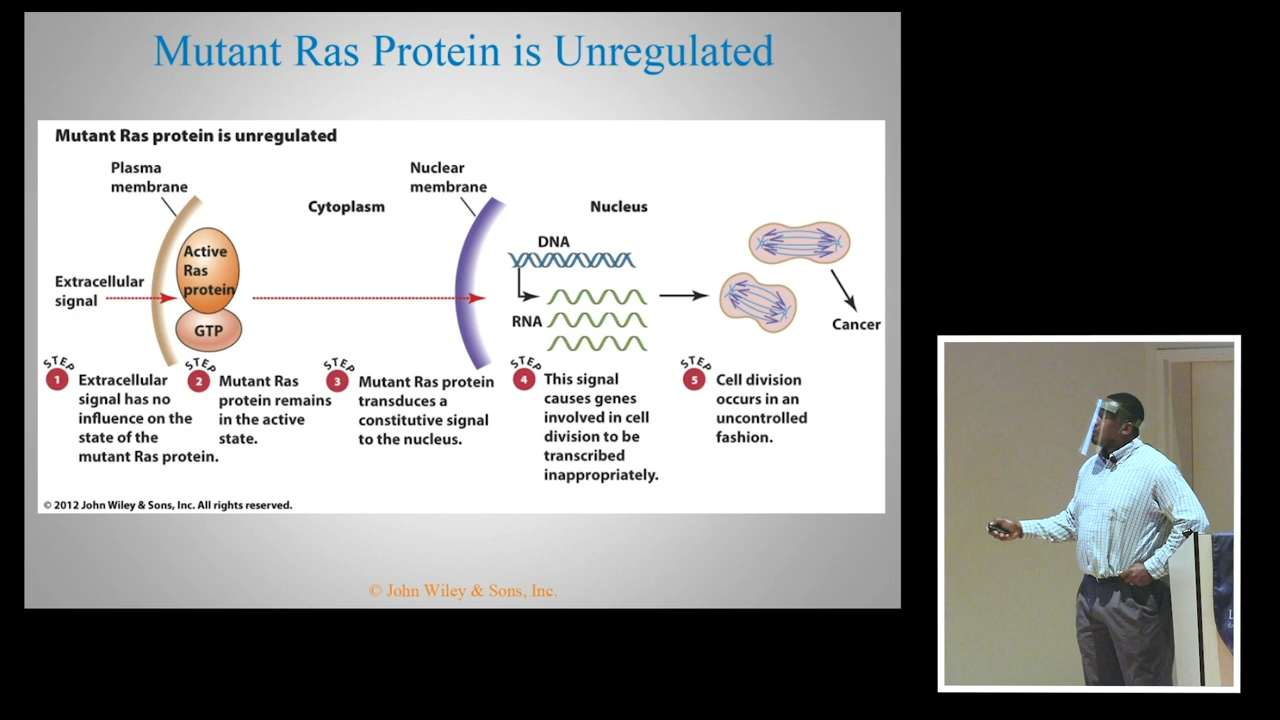 Mutant Ras Protein is Unregulated
Mutant Ras protein is unregulated
Plasma
membrane
Nuclear
membrane
Cytoplasm
Nucleus
DNA
Active
Ras
protein
Extracellular
signal
GTP
RNA
Cancer
STEP
1
Extracellular
signal has no
influence on the
state of the
mutant Ras protein.
STEP
2
Mutant Ras
protein remains
in the active
state.
STEP
3
Mutant Ras protein
transduces a
constitutive signal
to the nucleus.
STEP
4
This signal
causes genes
involved in cell
division to be
transcribed
inappropriately.
STEP
5
Cell division
occurs in an
uncontrolled
fashion.
© 2012 John Wiley & Sons, Inc. All rights reserved.
© John Wiley & Sons, Inc.